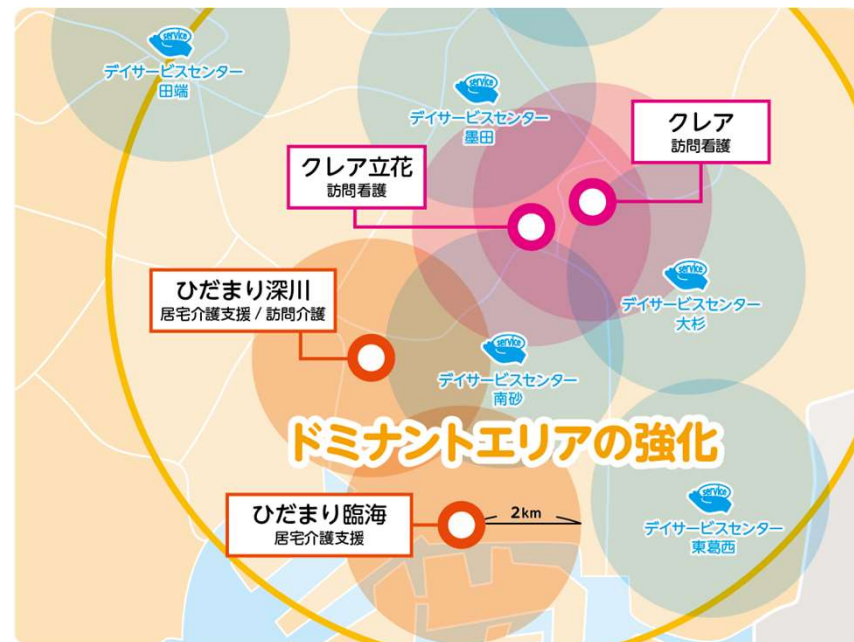 service
デイサービスセンター
田端
service
デイサービスセンター
墨田
クレア
訪問看護
クレア立花
訪問看護
ひだまり深川
居宅介護支援 / 訪問介護
service
デイサービスセンター
大杉
service
デイサービスセンター
南砂
ドミナントエリアの強化
ひだまり臨海
居宅介護支援
2km
service
デイサービスセンター
東葛西